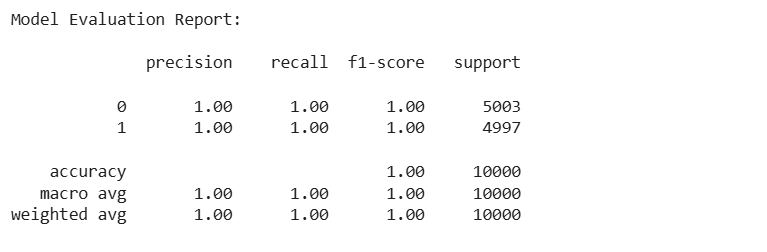 Model Evaluation Report:
precision recall f1-score support
0 1.00 1.00 1.00 5003
1 1.00 1.00 1.00 4997
accuracy 1.00 10000
macro avg 1.00 1.00 1.00 10000
weighted avg 1.00 1.00 1.00 10000